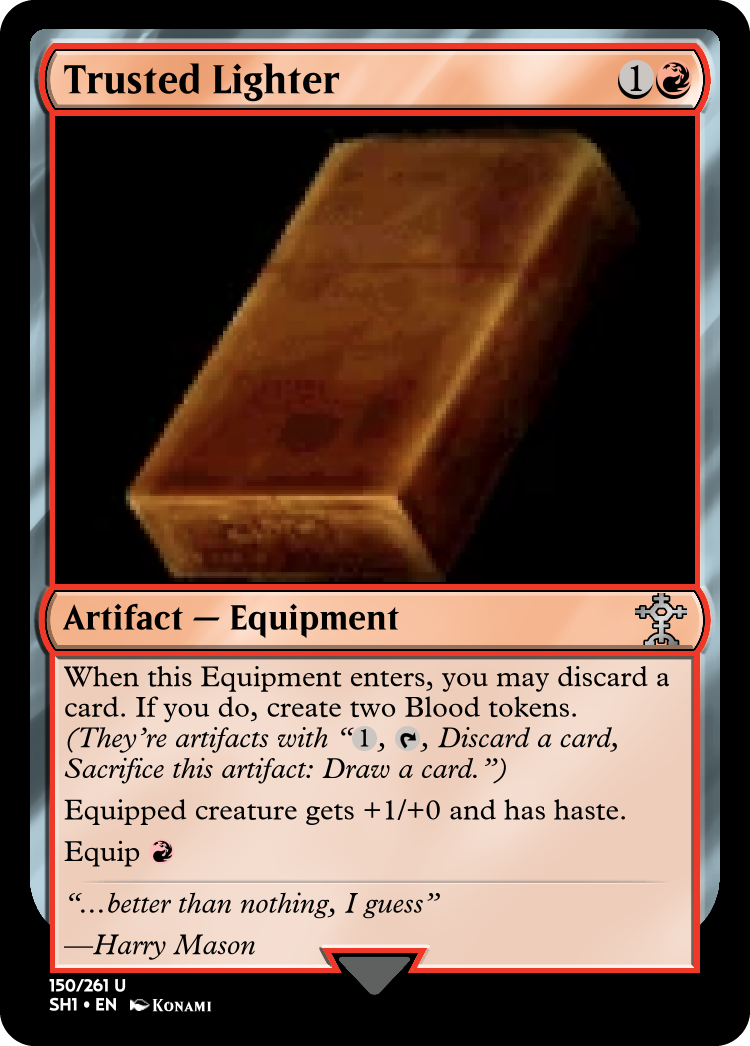 Trusted Lighter 1
Artifact — Equipment
When this Equipment enters, you may discard a
card. If you do, create two Blood tokens.
(They're artifacts with “1, , Discard a card,
Sacrifice this artifact: Draw a card.”)
Equipped creature gets +1/+0 and has haste.
Equip
“...better than nothing, I guess”
—Harry Mason
150/261 U
SH1 • EN KONAMI